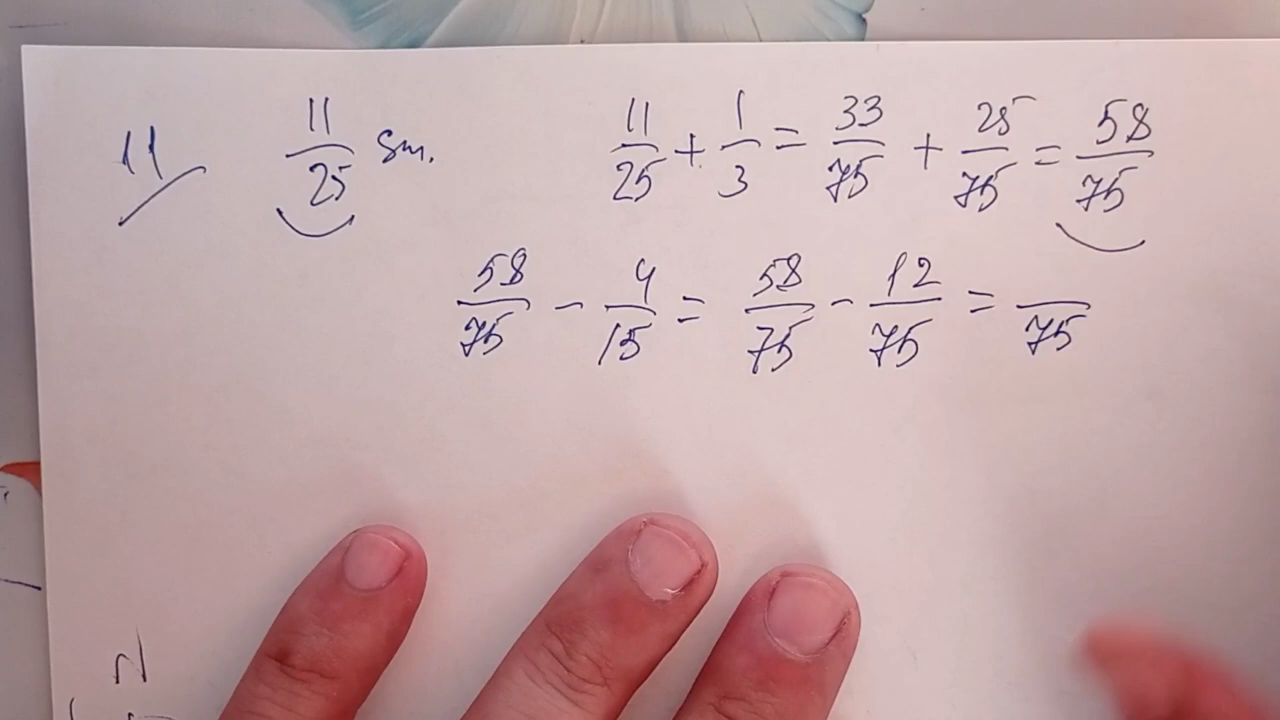 11 11/25 sm. 11/25 + 1/3 = 33/75 + 25/75 = 58/75
58/75 - 4/15 = 58/75 - 12/75 = /75
N